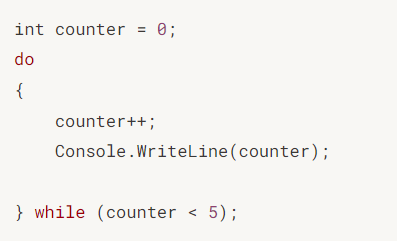 int counter = 0;
do
{
    counter++;
    Console.WriteLine(counter);

} while (counter < 5);